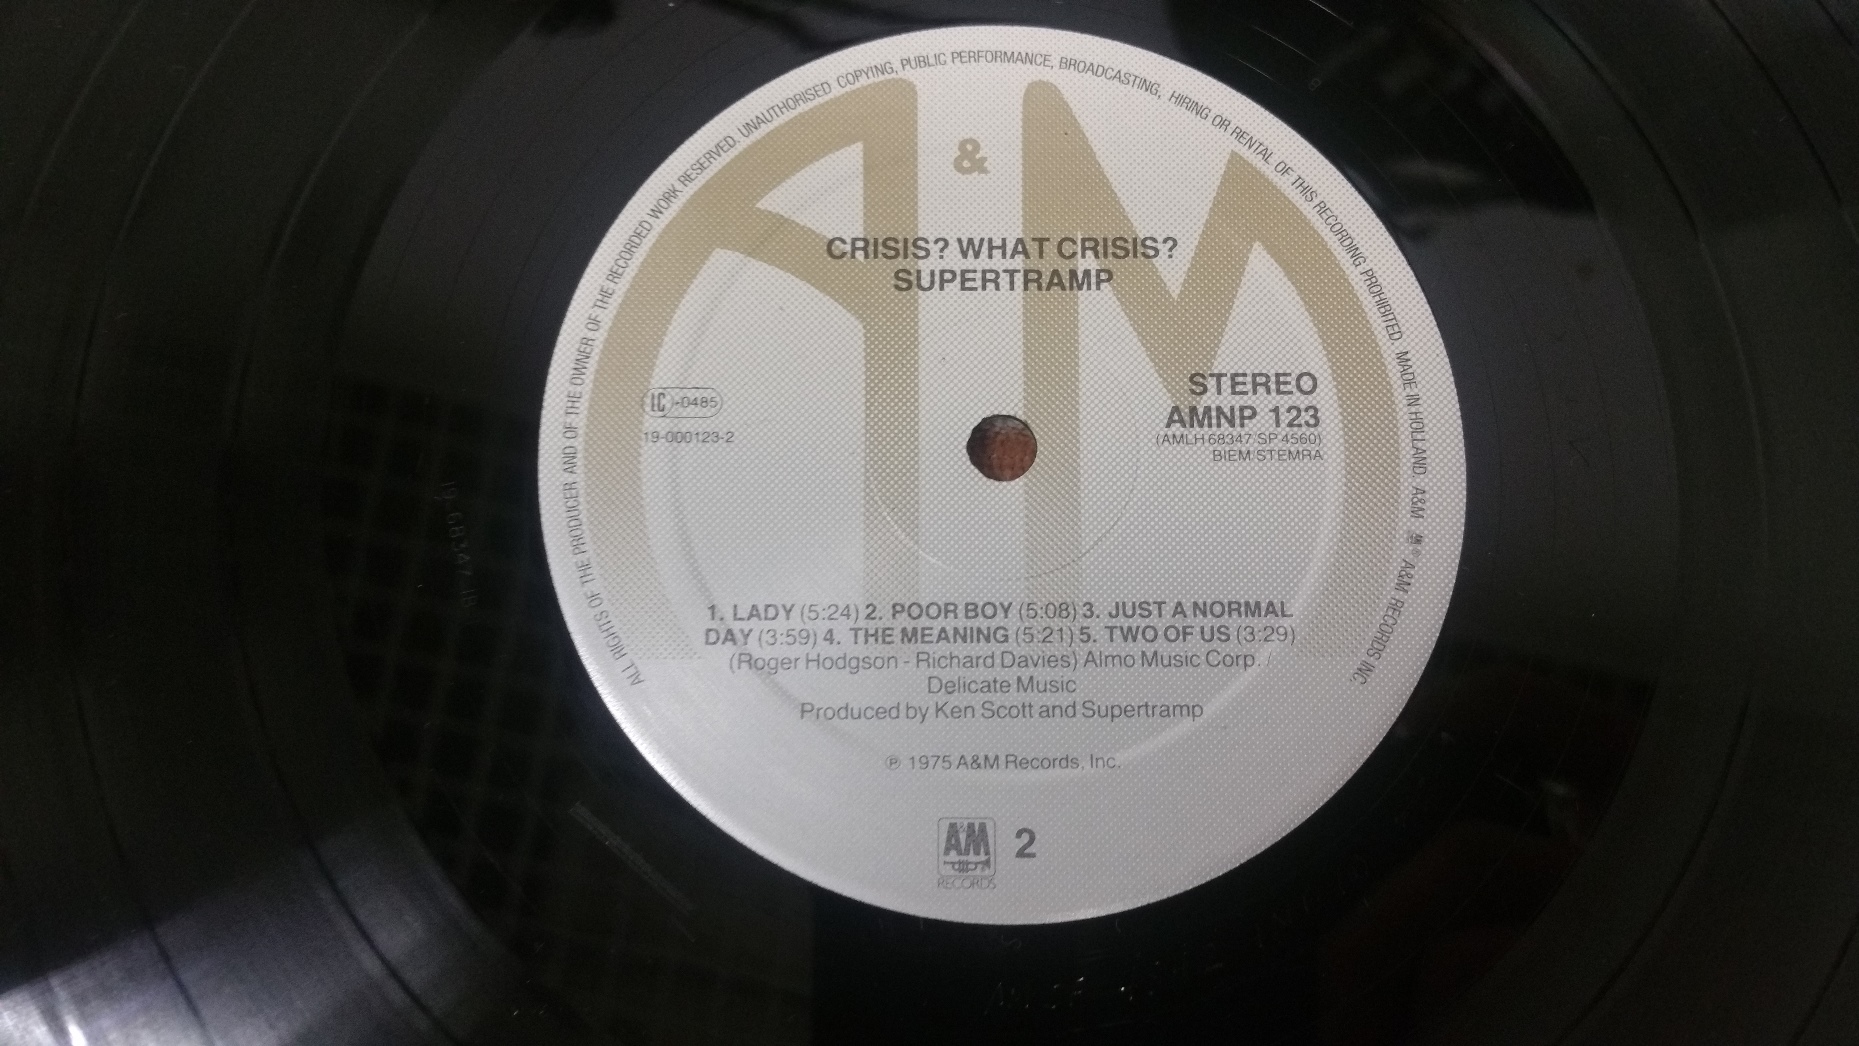 ALL RIGHTS OF THE PRODUCER AND OF THE OWNER OF THE RECORDED WORK RESERVED. UNAUTHORISED COPYING, PUBLIC PERFORMANCE, BROADCASTING, HIRING OR RENTAL OF THIS RECORDING PROHIBITED. MADE IN HOLLAND. A&M ℗ A&M RECORDS INC.
A & M
CRISIS? WHAT CRISIS?
SUPERTRAMP
LC-0485
19-000123-2
STEREO
AMNP 123
(AMLH 68347/SP 4560)
BIEM/STEMRA
1. LADY (5:24) 2. POOR BOY (5:08) 3. JUST A NORMAL
DAY (3:59) 4. THE MEANING (5:21) 5. TWO OF US (3:29)
(Roger Hodgson - Richard Davies) Almo Music Corp. /
Delicate Music
Produced by Ken Scott and Supertramp
℗ 1975 A&M Records, Inc.
A&M
RECORDS
2